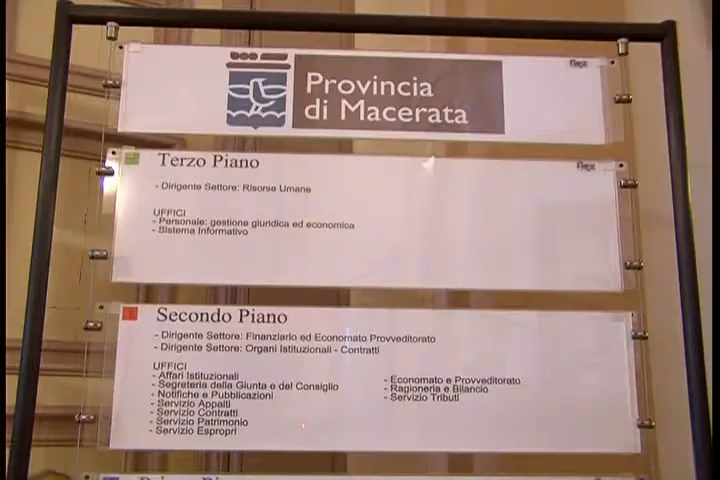 Provincia
di Macerata
flex
Terzo Piano
flex
- Dirigente Settore: Risorse Umane
UFFICI
- Personale: gestione giuridica ed economica
- Sistema Informativo
Secondo Piano
- Dirigente Settore: Finanziario ed Economato Provveditorato
- Dirigente Settore: Organi Istituzionali - Contratti
UFFICI
- Affari Istituzionali
- Segreteria della Giunta e del Consiglio
- Notifiche e Pubblicazioni
- Servizio Appalti
- Servizio Contratti
- Servizio Patrimonio
- Servizio Espropri
- Economato e Provveditorato
- Ragioneria e Bilancio
- Servizio Tributi